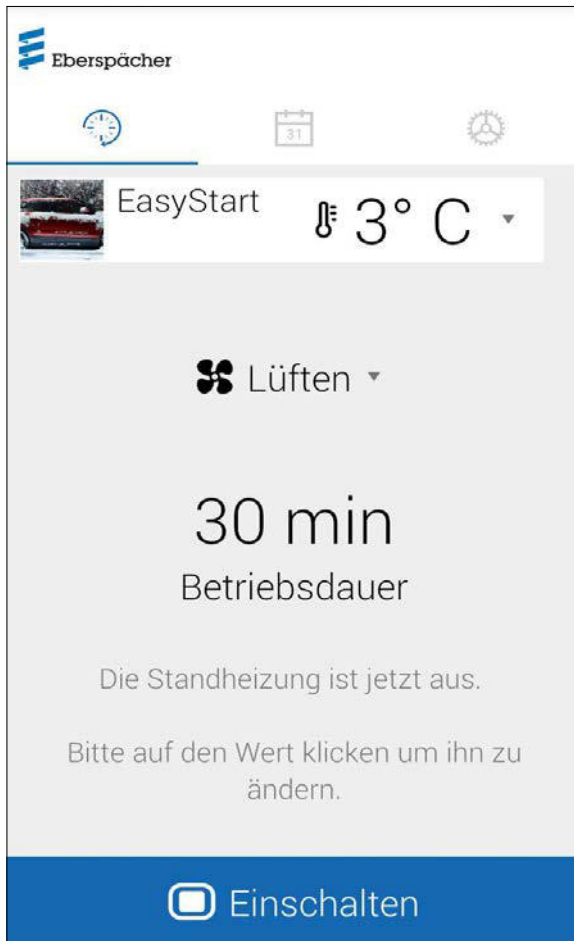 Eberspächer
31
EasyStart
3° C
Lüften
30 min
Betriebsdauer
Die Standheizung ist jetzt aus.
Bitte auf den Wert klicken um ihn zu
ändern.
Einschalten